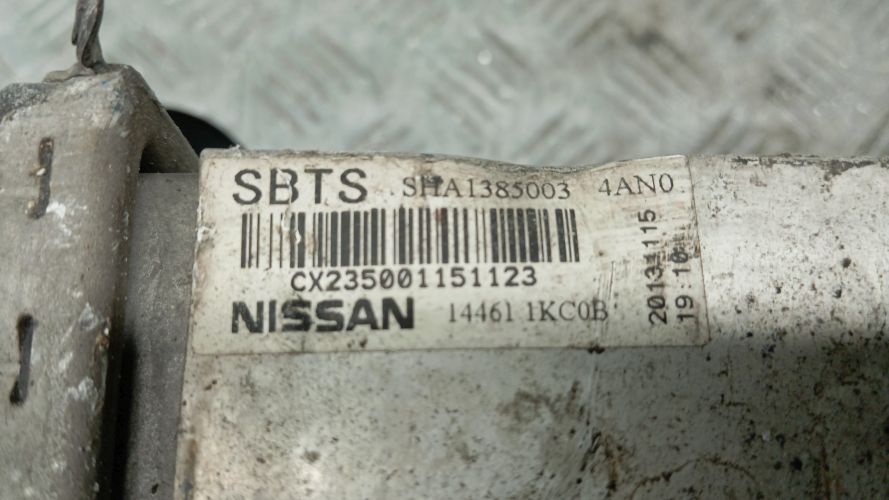 SBTS SHA1385003 4AN0
CX235001151123
NISSAN 14461 1KC0B
20131115
19:10